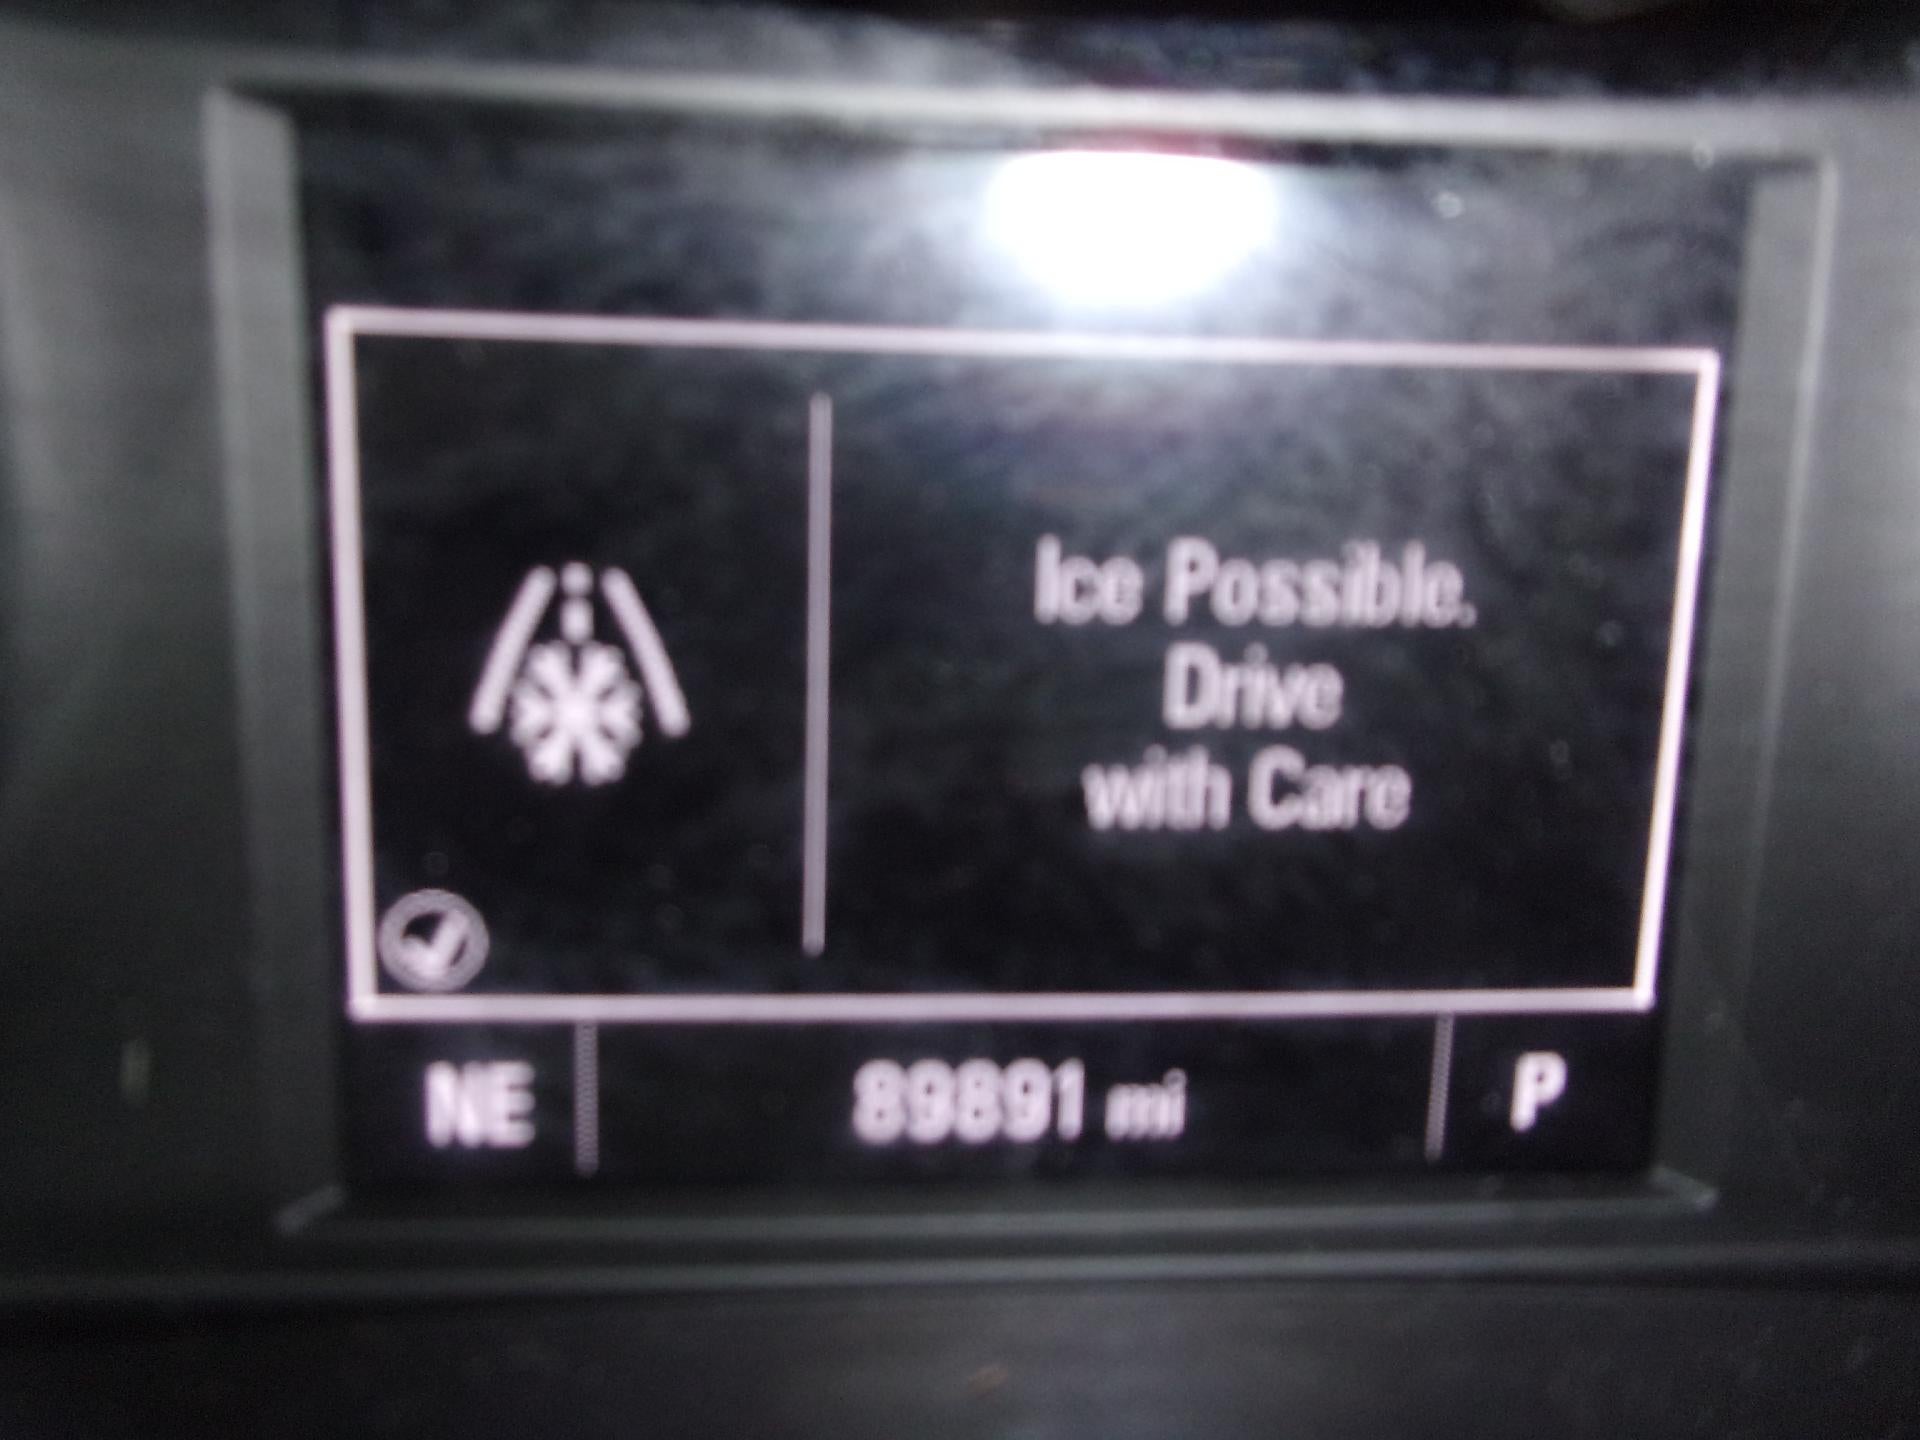 Ice Possible.
Drive
with Care
NE 89891 mi P